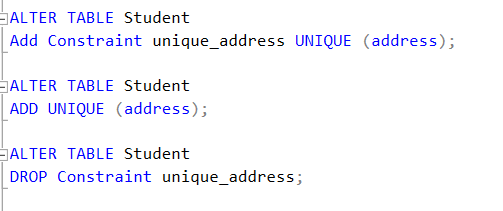 ALTER TABLE Student
Add Constraint unique_address UNIQUE (address);
ALTER TABLE Student
ADD UNIQUE (address);
ALTER TABLE Student
DROP Constraint unique_address;